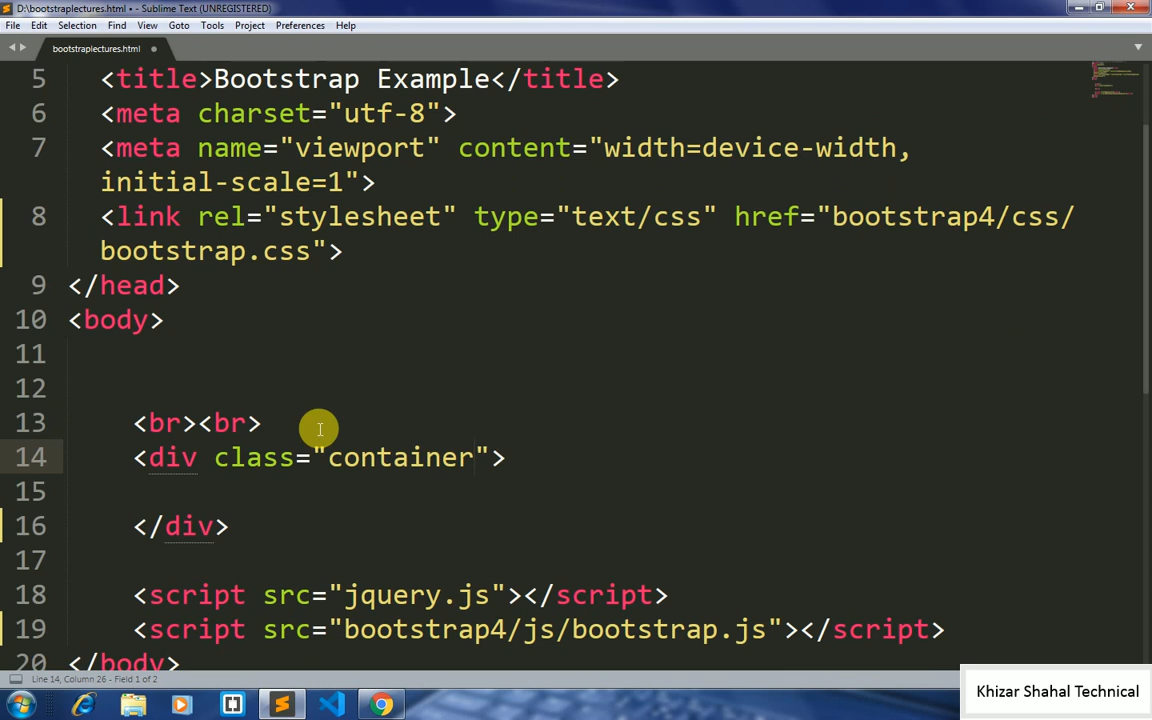 D:\bootstraplectures.html • - Sublime Text (UNREGISTERED)
File Edit Selection Find View Goto Tools Project Preferences Help
bootstraplectures.html
5 <title>Bootstrap Example</title>
6 <meta charset="utf-8">
7 <meta name="viewport" content="width=device-width,
initial-scale=1">
8 <link rel="stylesheet" type="text/css" href="bootstrap4/css/
bootstrap.css">
9 </head>
10 <body>
11
12
13 <br><br>
14 <div class="container">
15
16 </div>
17
18 <script src="jquery.js"></script>
19 <script src="bootstrap4/js/bootstrap.js"></script>
20 </body>
Line 14, Column 26 - Field 1 of 2
Khizar Shahal Technical